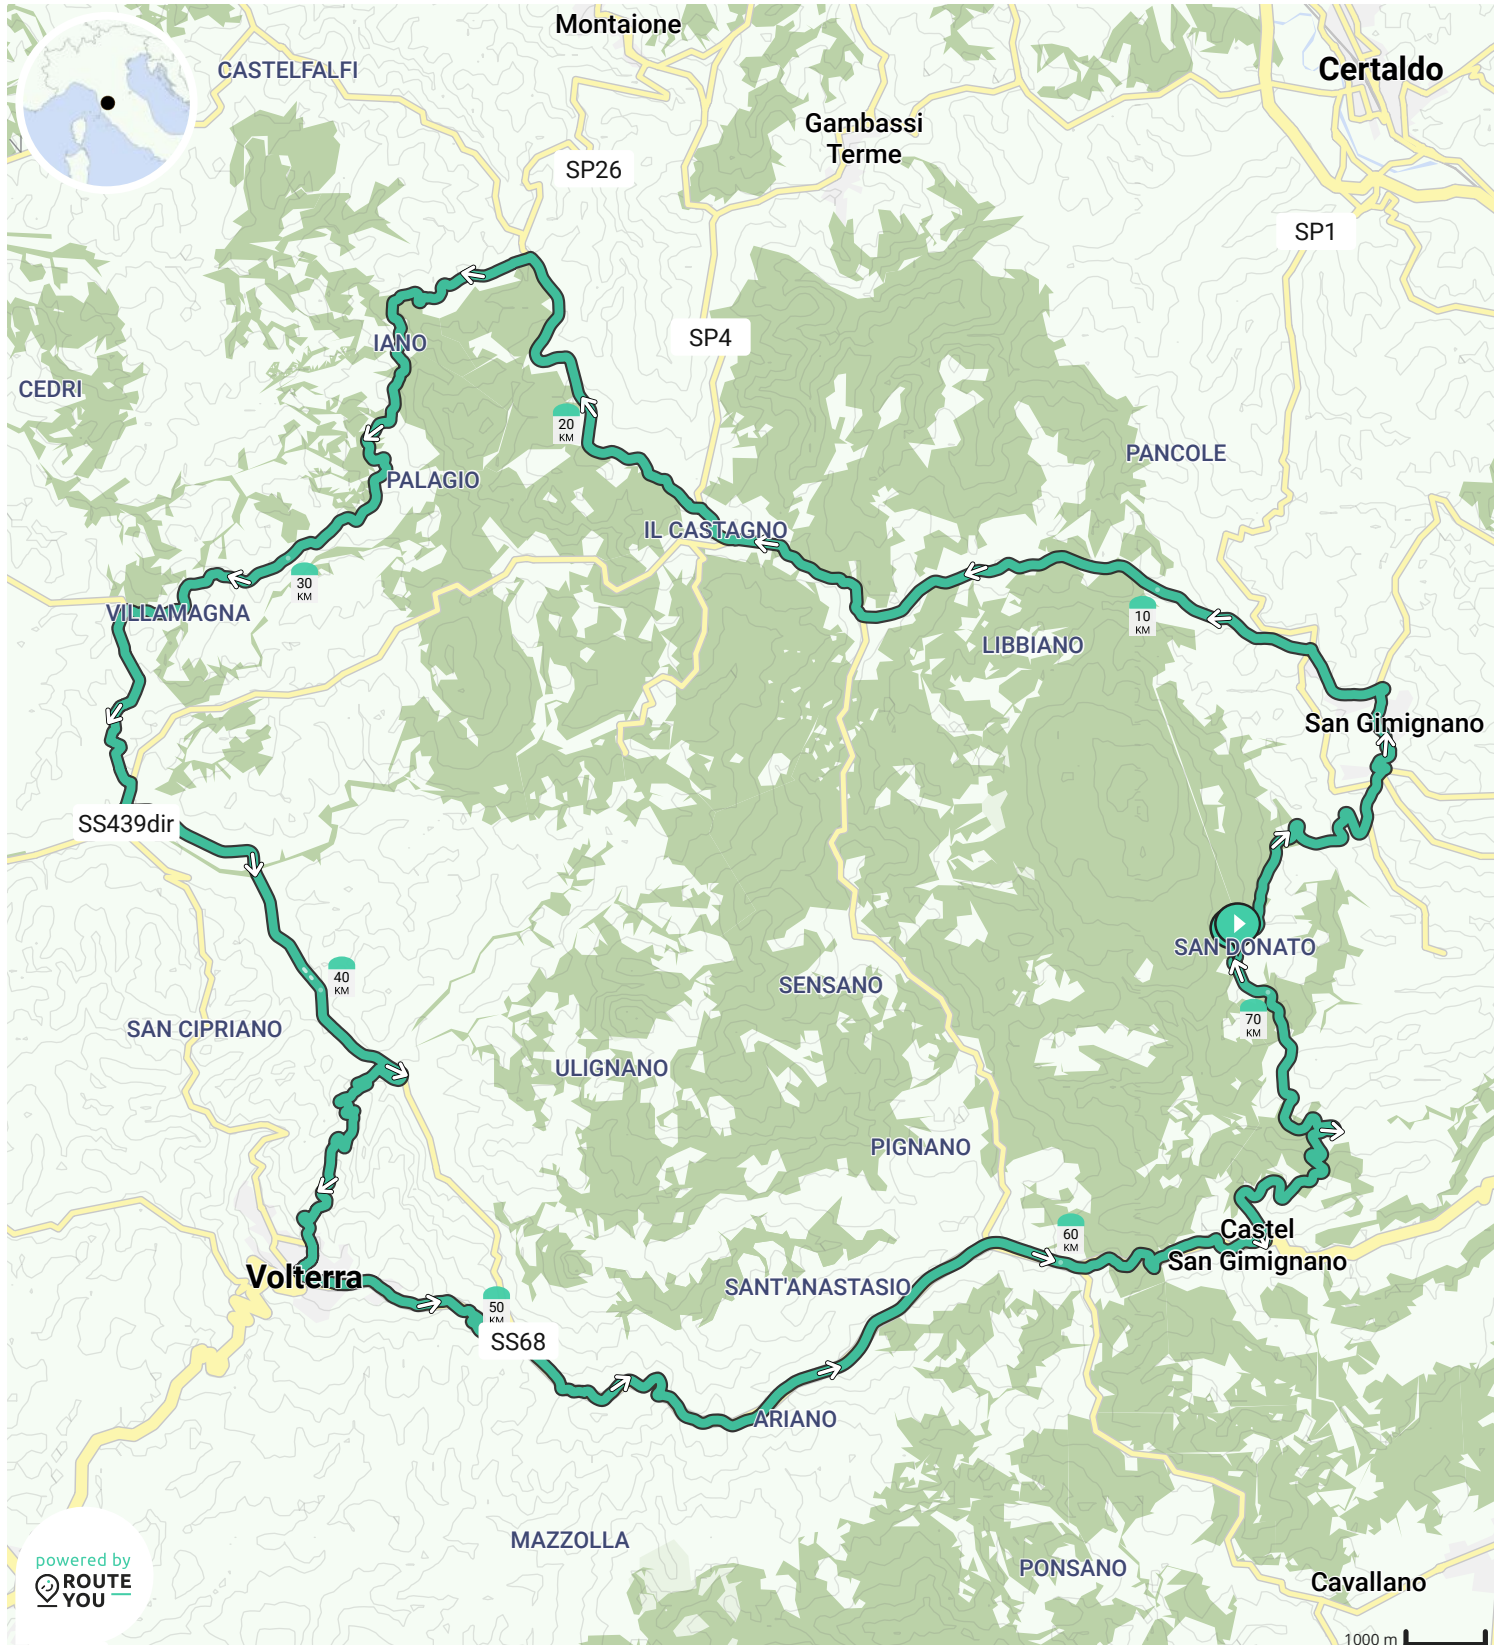 Montaione
Certaldo
CASTELFALFI
Gambassi
Terme
SP26
SP1
SP4
IANO
CEDRI
20
KM
PANCOLE
PALAGIO
IL CASTAGNO
30
KM
VILLAMAGNA
10
KM
LIBBIANO
San Gimignano
SS439dir
SAN DONATO
40
KM
SENSANO
70
KM
SAN CIPRIANO
ULIGNANO
PIGNANO
60
KM
Castel
San Gimignano
Volterra
SANT'ANASTASIO
50
KM
SS68
ARIANO
MAZZOLLA
PONSANO
Cavallano
powered by
ROUTE
YOU
1000 m